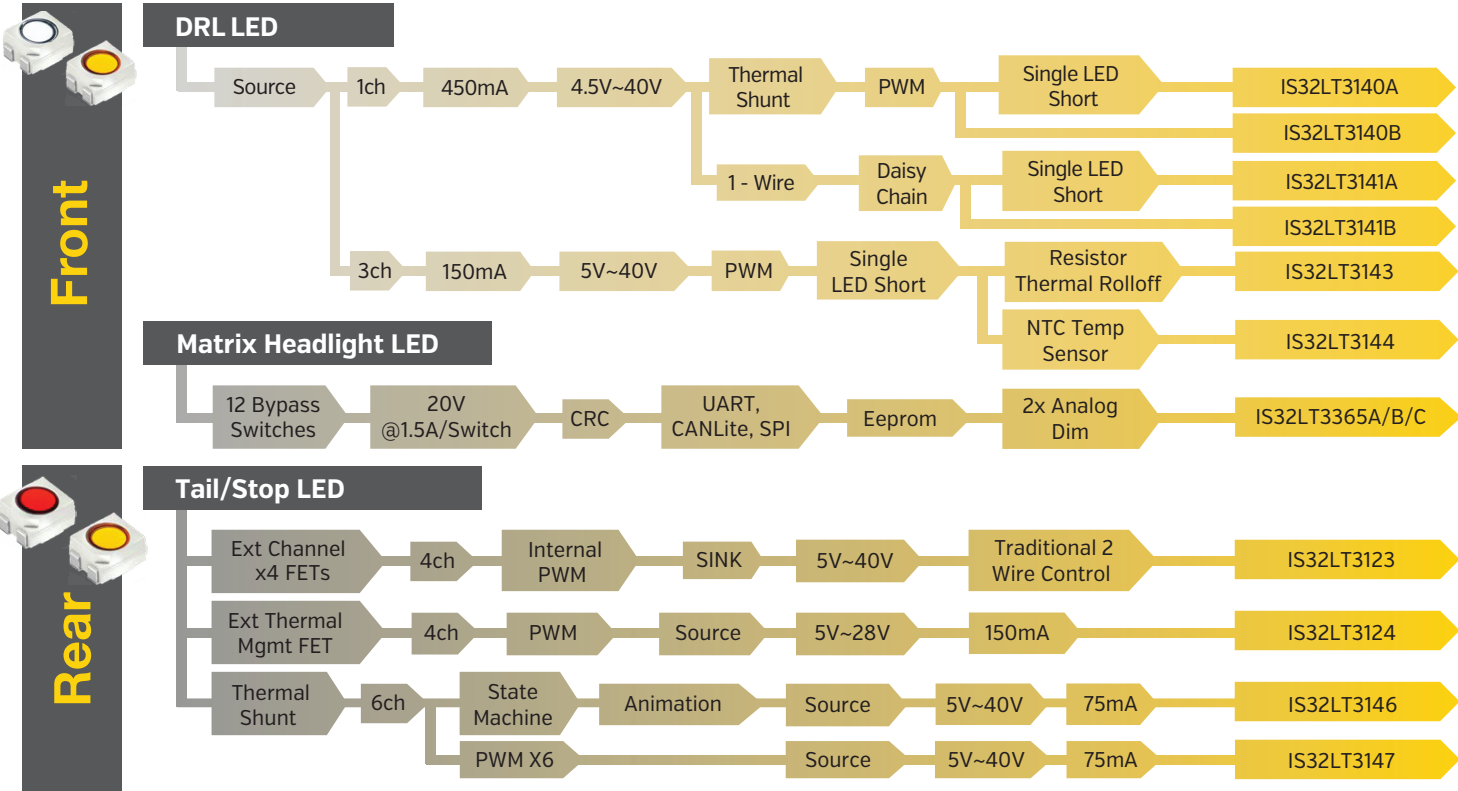 Front
DRL LED
Source
1ch
450mA
4.5V~40V
Thermal
Shunt
PWM
Single LED
Short
IS32LT3140A
IS32LT3140B
1 - Wire
Daisy
Chain
Single LED
Short
IS32LT3141A
IS32LT3141B
3ch
150mA
5V~40V
PWM
Single
LED Short
Resistor
Thermal Rolloff
IS32LT3143
NTC Temp
Sensor
IS32LT3144
Matrix Headlight LED
12 Bypass
Switches
20V
@1.5A/Switch
CRC
UART,
CANLite, SPI
Eeprom
2x Analog
Dim
IS32LT3365A/B/C
Rear
Tail/Stop LED
Ext Channel
x4 FETs
4ch
Internal
PWM
SINK
5V~40V
Traditional 2
Wire Control
IS32LT3123
Ext Thermal
Mgmt FET
4ch
PWM
Source
5V~28V
150mA
IS32LT3124
Thermal
Shunt
6ch
State
Machine
Animation
Source
5V~40V
75mA
IS32LT3146
PWM X6
Source
5V~40V
75mA
IS32LT3147